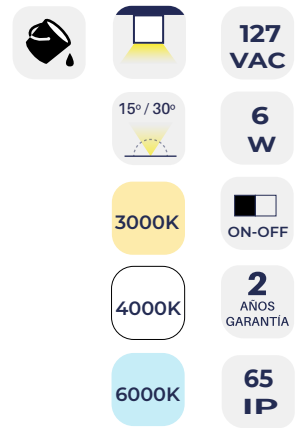 127
VAC
15º / 30º
6
W
3000K
ON-OFF
4000K
2
AÑOS
GARANTÍA
6000K
65
IP